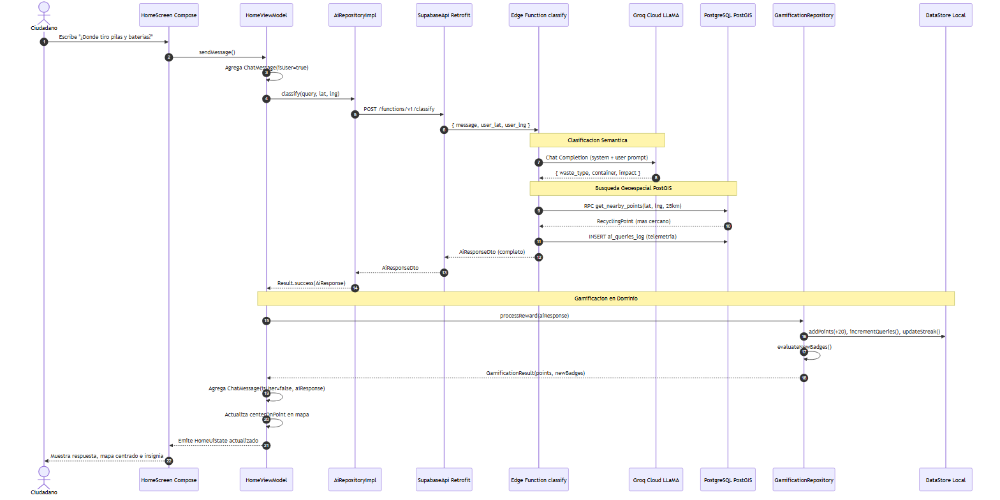 HomeScreen Compose
HomeViewModel
AiRepositoryImpl
SupabaseApi Retrofit
Edge Function classify
Groq Cloud LLaMA
PostgreSQL PostGIS
GamificationRepository
DataStore Local
Ciudadano
1
Escribe "¿Donde tiro pilas y baterias?"
2
sendMessage()
3
Agrega ChatMessage(isUser=true)
4
classify(query, lat, lng)
5
POST /functions/v1/classify
6
{ message, user_lat, user_lng }
Clasificacion Semantica
7
Chat Completion (system + user prompt)
8
{ waste_type, container, impact }
Busqueda Geoespacial PostGIS
9
RPC get_nearby_points(lat, lng, 25km)
10
RecyclingPoint (mas cercano)
11
INSERT ai_queries_log (telemetria)
12
AiResponseDto (completo)
13
AiResponseDto
14
Result.success(AiResponse)
Gamificacion en Dominio
15
processReward(aiResponse)
16
addPoints(+20), incrementQueries(), updateStreak()
17
evaluateNewBadges()
18
GamificationResult(points, newBadges)
19
Agrega ChatMessage(isUser=false, aiResponse)
20
Actualiza centerOnPoint en mapa
21
Emite HomeUiState actualizado
22
Muestra respuesta, mapa centrado e insignia
Ciudadano
HomeScreen Compose
HomeViewModel
AiRepositoryImpl
SupabaseApi Retrofit
Edge Function classify
Groq Cloud LLaMA
PostgreSQL PostGIS
GamificationRepository
DataStore Local